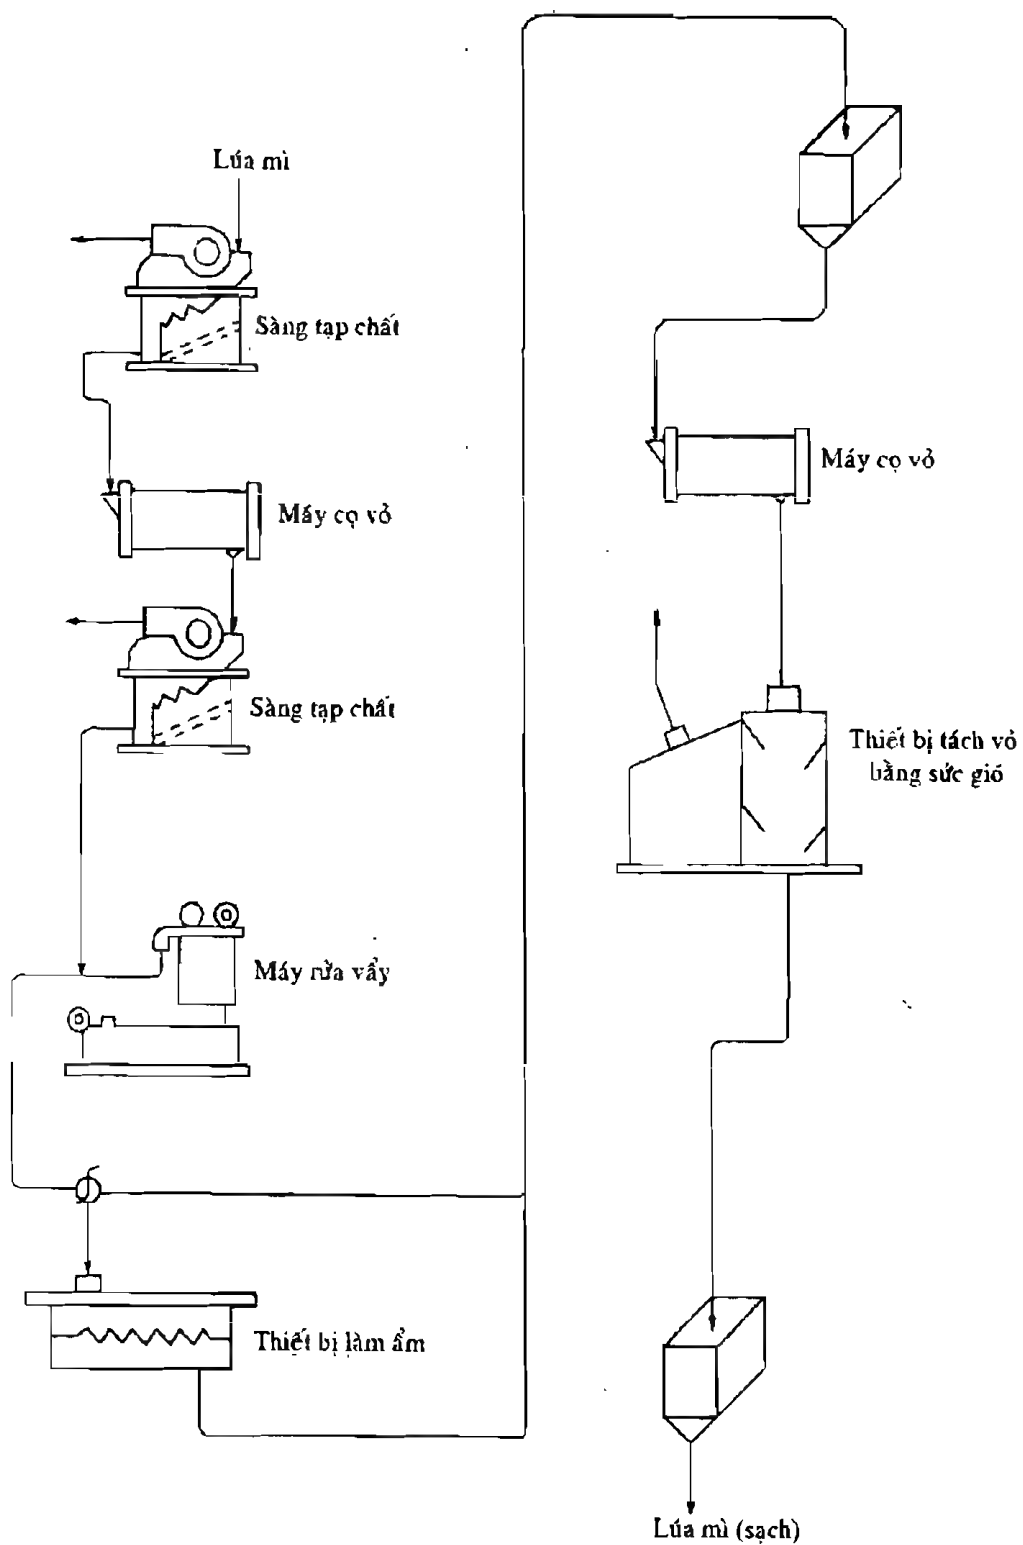 Lúa mì
Sàng tạp chất
Máy cọ vỏ
Sàng tạp chất
Máy rửa vẩy
Thiết bị làm ẩm
Máy cọ vỏ
Thiết bị tách vỏ
bằng sức gió
Lúa mì (sạch)